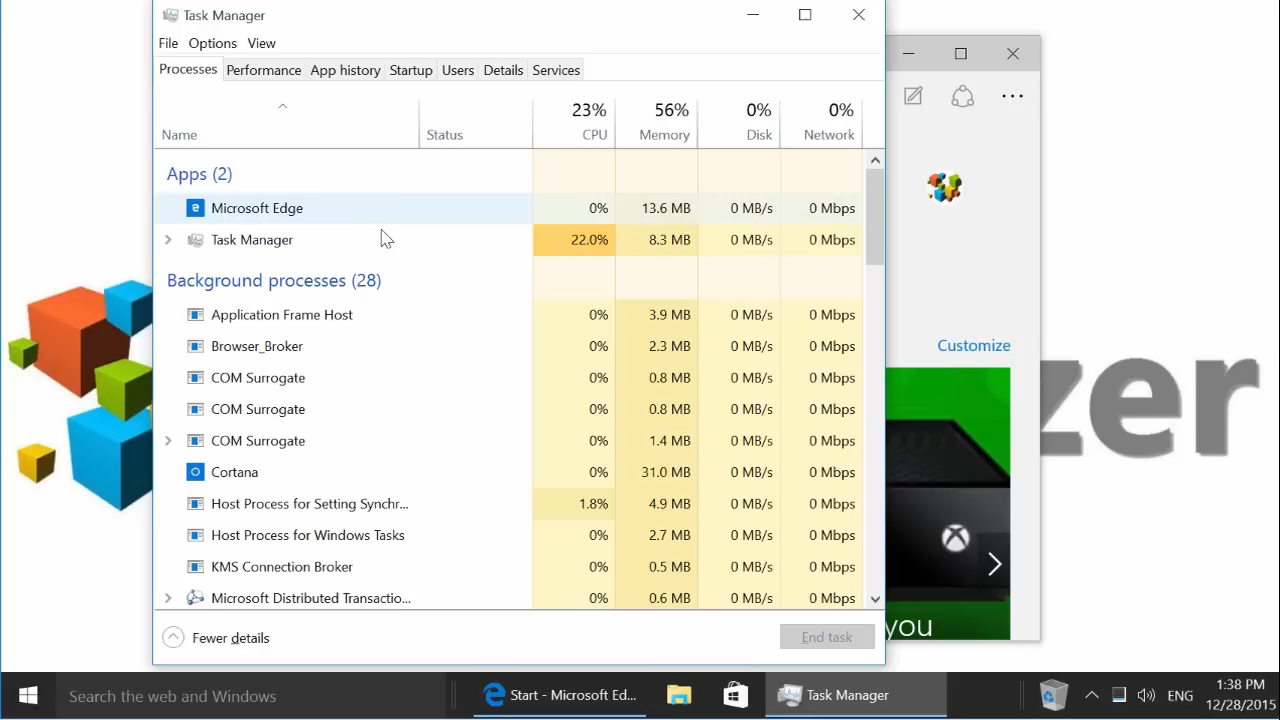 Task Manager
File Options View
Processes Performance App history Startup Users Details Services
23% 56% 0% 0%
Name Status CPU Memory Disk Network
Apps (2)
Microsoft Edge 0% 13.6 MB 0 MB/s 0 Mbps
Task Manager 22.0% 8.3 MB 0 MB/s 0 Mbps
Background processes (28)
Application Frame Host 0% 3.9 MB 0 MB/s 0 Mbps
Browser_Broker 0% 2.3 MB 0 MB/s 0 Mbps
COM Surrogate 0% 0.8 MB 0 MB/s 0 Mbps
COM Surrogate 0% 0.8 MB 0 MB/s 0 Mbps
COM Surrogate 0% 1.4 MB 0 MB/s 0 Mbps
Cortana 0% 31.0 MB 0 MB/s 0 Mbps
Host Process for Setting Synchr... 1.8% 4.9 MB 0 MB/s 0 Mbps
Host Process for Windows Tasks 0% 2.7 MB 0 MB/s 0 Mbps
KMS Connection Broker 0% 0.5 MB 0 MB/s 0 Mbps
Microsoft Distributed Transactio... 0% 0.6 MB 0 MB/s 0 Mbps
Fewer details End task
Customize
zer
you
Search the web and Windows Start - Microsoft Ed... Task Manager ENG 1:38 PM
12/28/2015